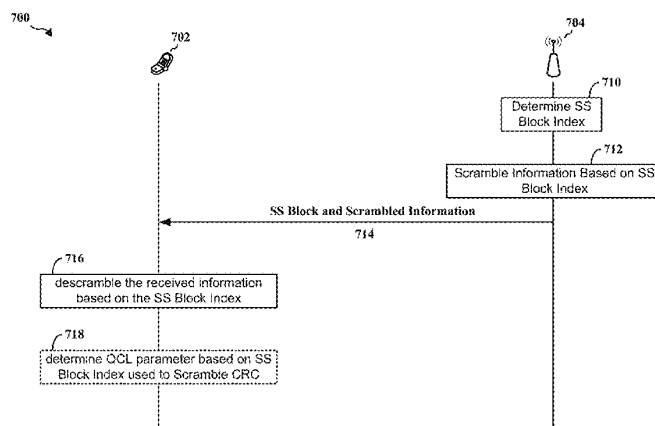 700
702
704
710
Determine SS
Block Index
712
Scramble Information Based on SS
Block Index
SS Block and Scrambled Information
714
716
descramble the received information
based on the SS Block Index
718
determine QCL parameter based on SS
Block Index used to Scramble CRC